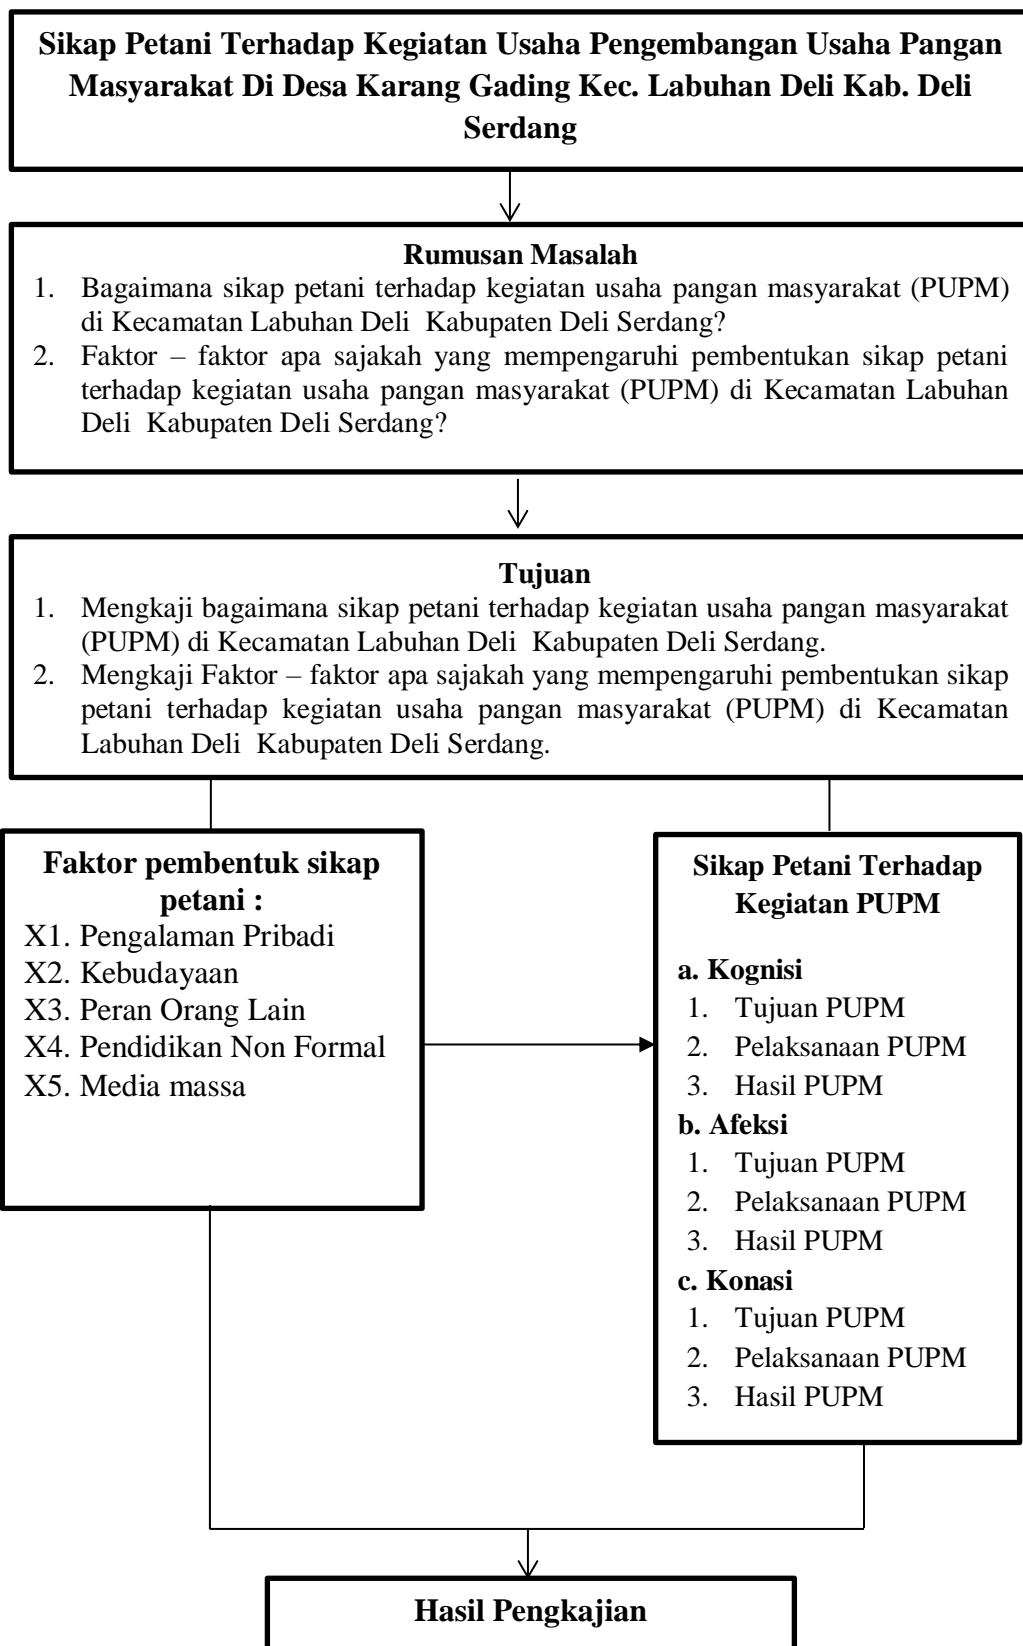 Sikap Petani Terhadap Kegiatan Usaha Pengembangan Usaha Pangan
Masyarakat Di Desa Karang Gading Kec. Labuhan Deli Kab. Deli
Serdang
Rumusan Masalah
1. Bagaimana sikap petani terhadap kegiatan usaha pangan masyarakat (PUPM)
di Kecamatan Labuhan Deli  Kabupaten Deli Serdang?
2. Faktor – faktor apa sajakah yang mempengaruhi pembentukan sikap petani
terhadap kegiatan usaha pangan masyarakat (PUPM) di Kecamatan Labuhan
Deli  Kabupaten Deli Serdang?
Tujuan
1. Mengkaji bagaimana sikap petani terhadap kegiatan usaha pangan masyarakat
(PUPM) di Kecamatan Labuhan Deli  Kabupaten Deli Serdang.
2. Mengkaji Faktor – faktor apa sajakah yang mempengaruhi pembentukan sikap
petani terhadap kegiatan usaha pangan masyarakat (PUPM) di Kecamatan
Labuhan Deli  Kabupaten Deli Serdang.
Faktor pembentuk sikap
petani :
X1. Pengalaman Pribadi
X2. Kebudayaan
X3. Peran Orang Lain
X4. Pendidikan Non Formal
X5. Media massa
Sikap Petani Terhadap
Kegiatan PUPM
a. Kognisi
1. Tujuan PUPM
2. Pelaksanaan PUPM
3. Hasil PUPM
b. Afeksi
1. Tujuan PUPM
2. Pelaksanaan PUPM
3. Hasil PUPM
c. Konasi
1. Tujuan PUPM
2. Pelaksanaan PUPM
3. Hasil PUPM
Hasil Pengkajian